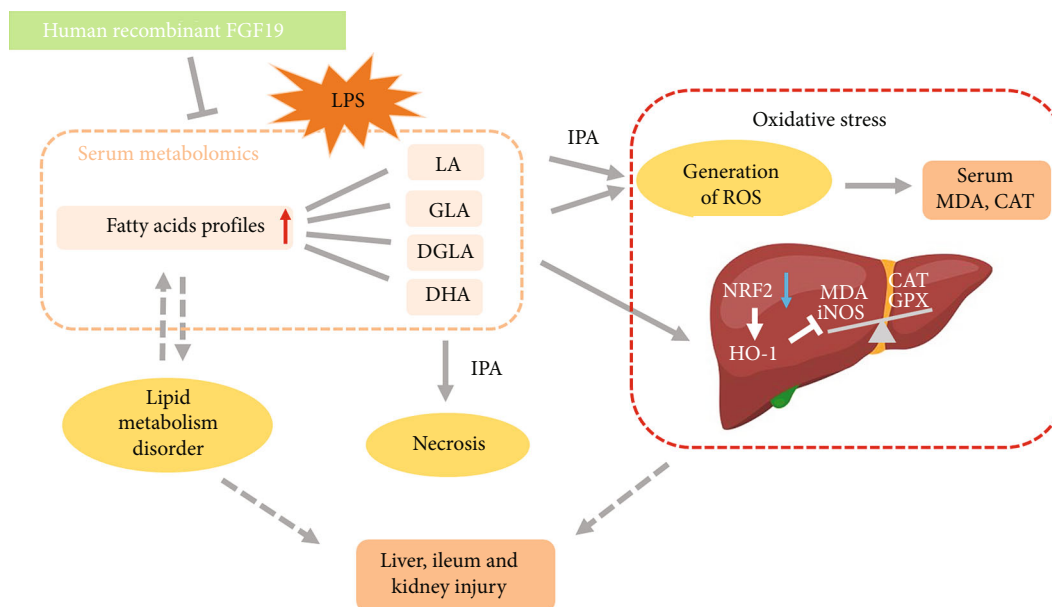 Human recombinant FGF19
LPS
Serum metabolomics
Fatty acids profiles
LA
GLA
DGLA
DHA
IPA
Oxidative stress
Generation
of ROS
Serum
MDA, CAT
NRF2
HO-1
MDA
iNOS
CAT
GPX
Lipid
metabolism
disorder
IPA
Necrosis
Liver, ileum and
kidney injury